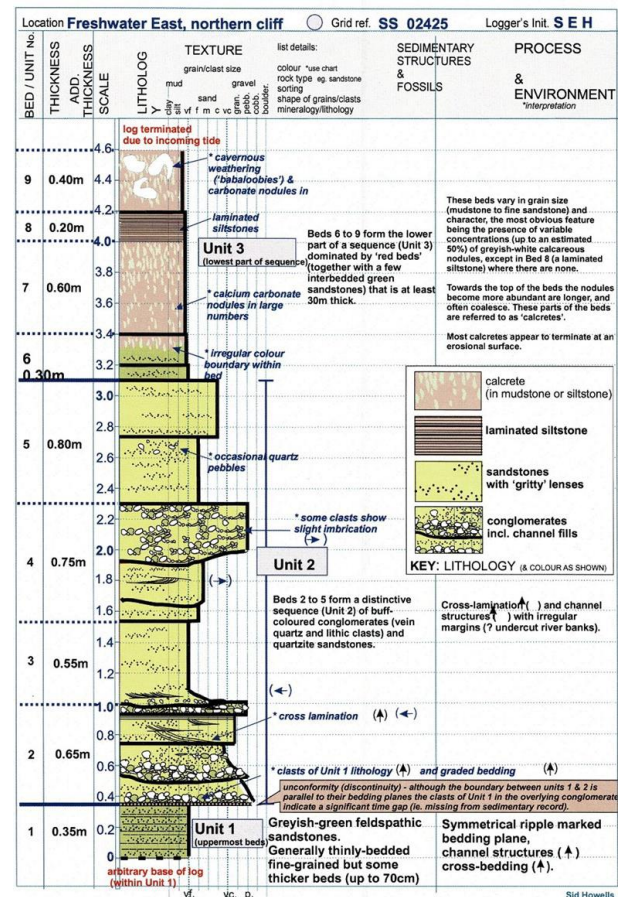 Location Freshwater East, northern cliff Grid ref. SS 02425 Logger's Init. S E H
BED / UNIT No.
THICKNESS
ADD. THICKNESS
SCALE
LITHOLOG
Y
TEXTURE
grain/clast size
mud sand gravel
clay silt vf f m c vc gran. pebb. cobb. boulder.
list details:
colour *use chart
rock type eg. sandstone
sorting
shape of grains/clasts
mineralogy/lithology
SEDIMENTARY
STRUCTURES
&
FOSSILS
PROCESS
&
ENVIRONMENT
*interpretation
log terminated
due to incoming tide
4.6
9 0.40m 4.4
* cavernous
weathering
('babaloobies') &
carbonate nodules in
4.2
8 0.20m
laminated
siltstones
4.0
Unit 3
(lowest part of sequence)
Beds 6 to 9 form the lower
part of a sequence (Unit 3)
dominated by 'red beds'
(together with a few
interbedded green
sandstones) that is at least
30m thick.
These beds vary in grain size
(mudstone to fine sandstone) and
character, the most obvious feature
being the presence of variable
concentrations (up to an estimated
50%) of greyish-white calcareous
nodules, except in Bed 8 (a laminated
siltstone) where there are none.
Towards the top of the beds the nodules
become more abundant are longer, and
often coalesce. These parts of the beds
are referred to as 'calcretes'.
Most calcretes appear to terminate at an
erosional surface.
3.8
7 0.60m
3.6
* calcium carbonate
nodules in large
numbers
3.4
6
0.30m
3.2
* irregular colour
boundary within
bed
3.0
2.8
5 0.80m
2.6
* occasional quartz
pebbles
2.4
calcrete
(in mudstone or siltstone)
laminated siltstone
sandstones
with 'gritty' lenses
conglomerates
incl. channel fills
KEY: LITHOLOGY (& COLOUR AS SHOWN)
2.2
* some clasts show
slight imbrication
(→)
2.0
4 0.75m
Unit 2
1.8
(→)
1.6
Beds 2 to 5 form a distinctive
sequence (Unit 2) of buff-
coloured conglomerates (vein
quartz and lithic clasts) and
quartzite sandstones.
Cross-lamination ( ) and channel
structures ( ) with irregular
margins (? undercut river banks).
1.4
3 0.55m
1.2
(←)
1.0
* cross lamination (↑) (←)
0.8
2 0.65m
0.6
* clasts of Unit 1 lithology (↑) and graded bedding (↑)
0.4
unconformity (discontinuity) - although the boundary between units 1 & 2 is
parallel to their bedding planes the clasts of Unit 1 in the overlying conglomerate
indicate a significant time gap (ie. missing from sedimentary record).
1 0.35m
0.2
0
Unit 1
(uppermost beds)
Greyish-green feldspathic
sandstones.
Generally thinly-bedded
fine-grained but some
thicker beds (up to 70cm)
Symmetrical ripple marked
bedding plane,
channel structures (↑)
cross-bedding (↑).
arbitrary base of log
(within Unit 1)
vf. vc. p.
Sid Howells